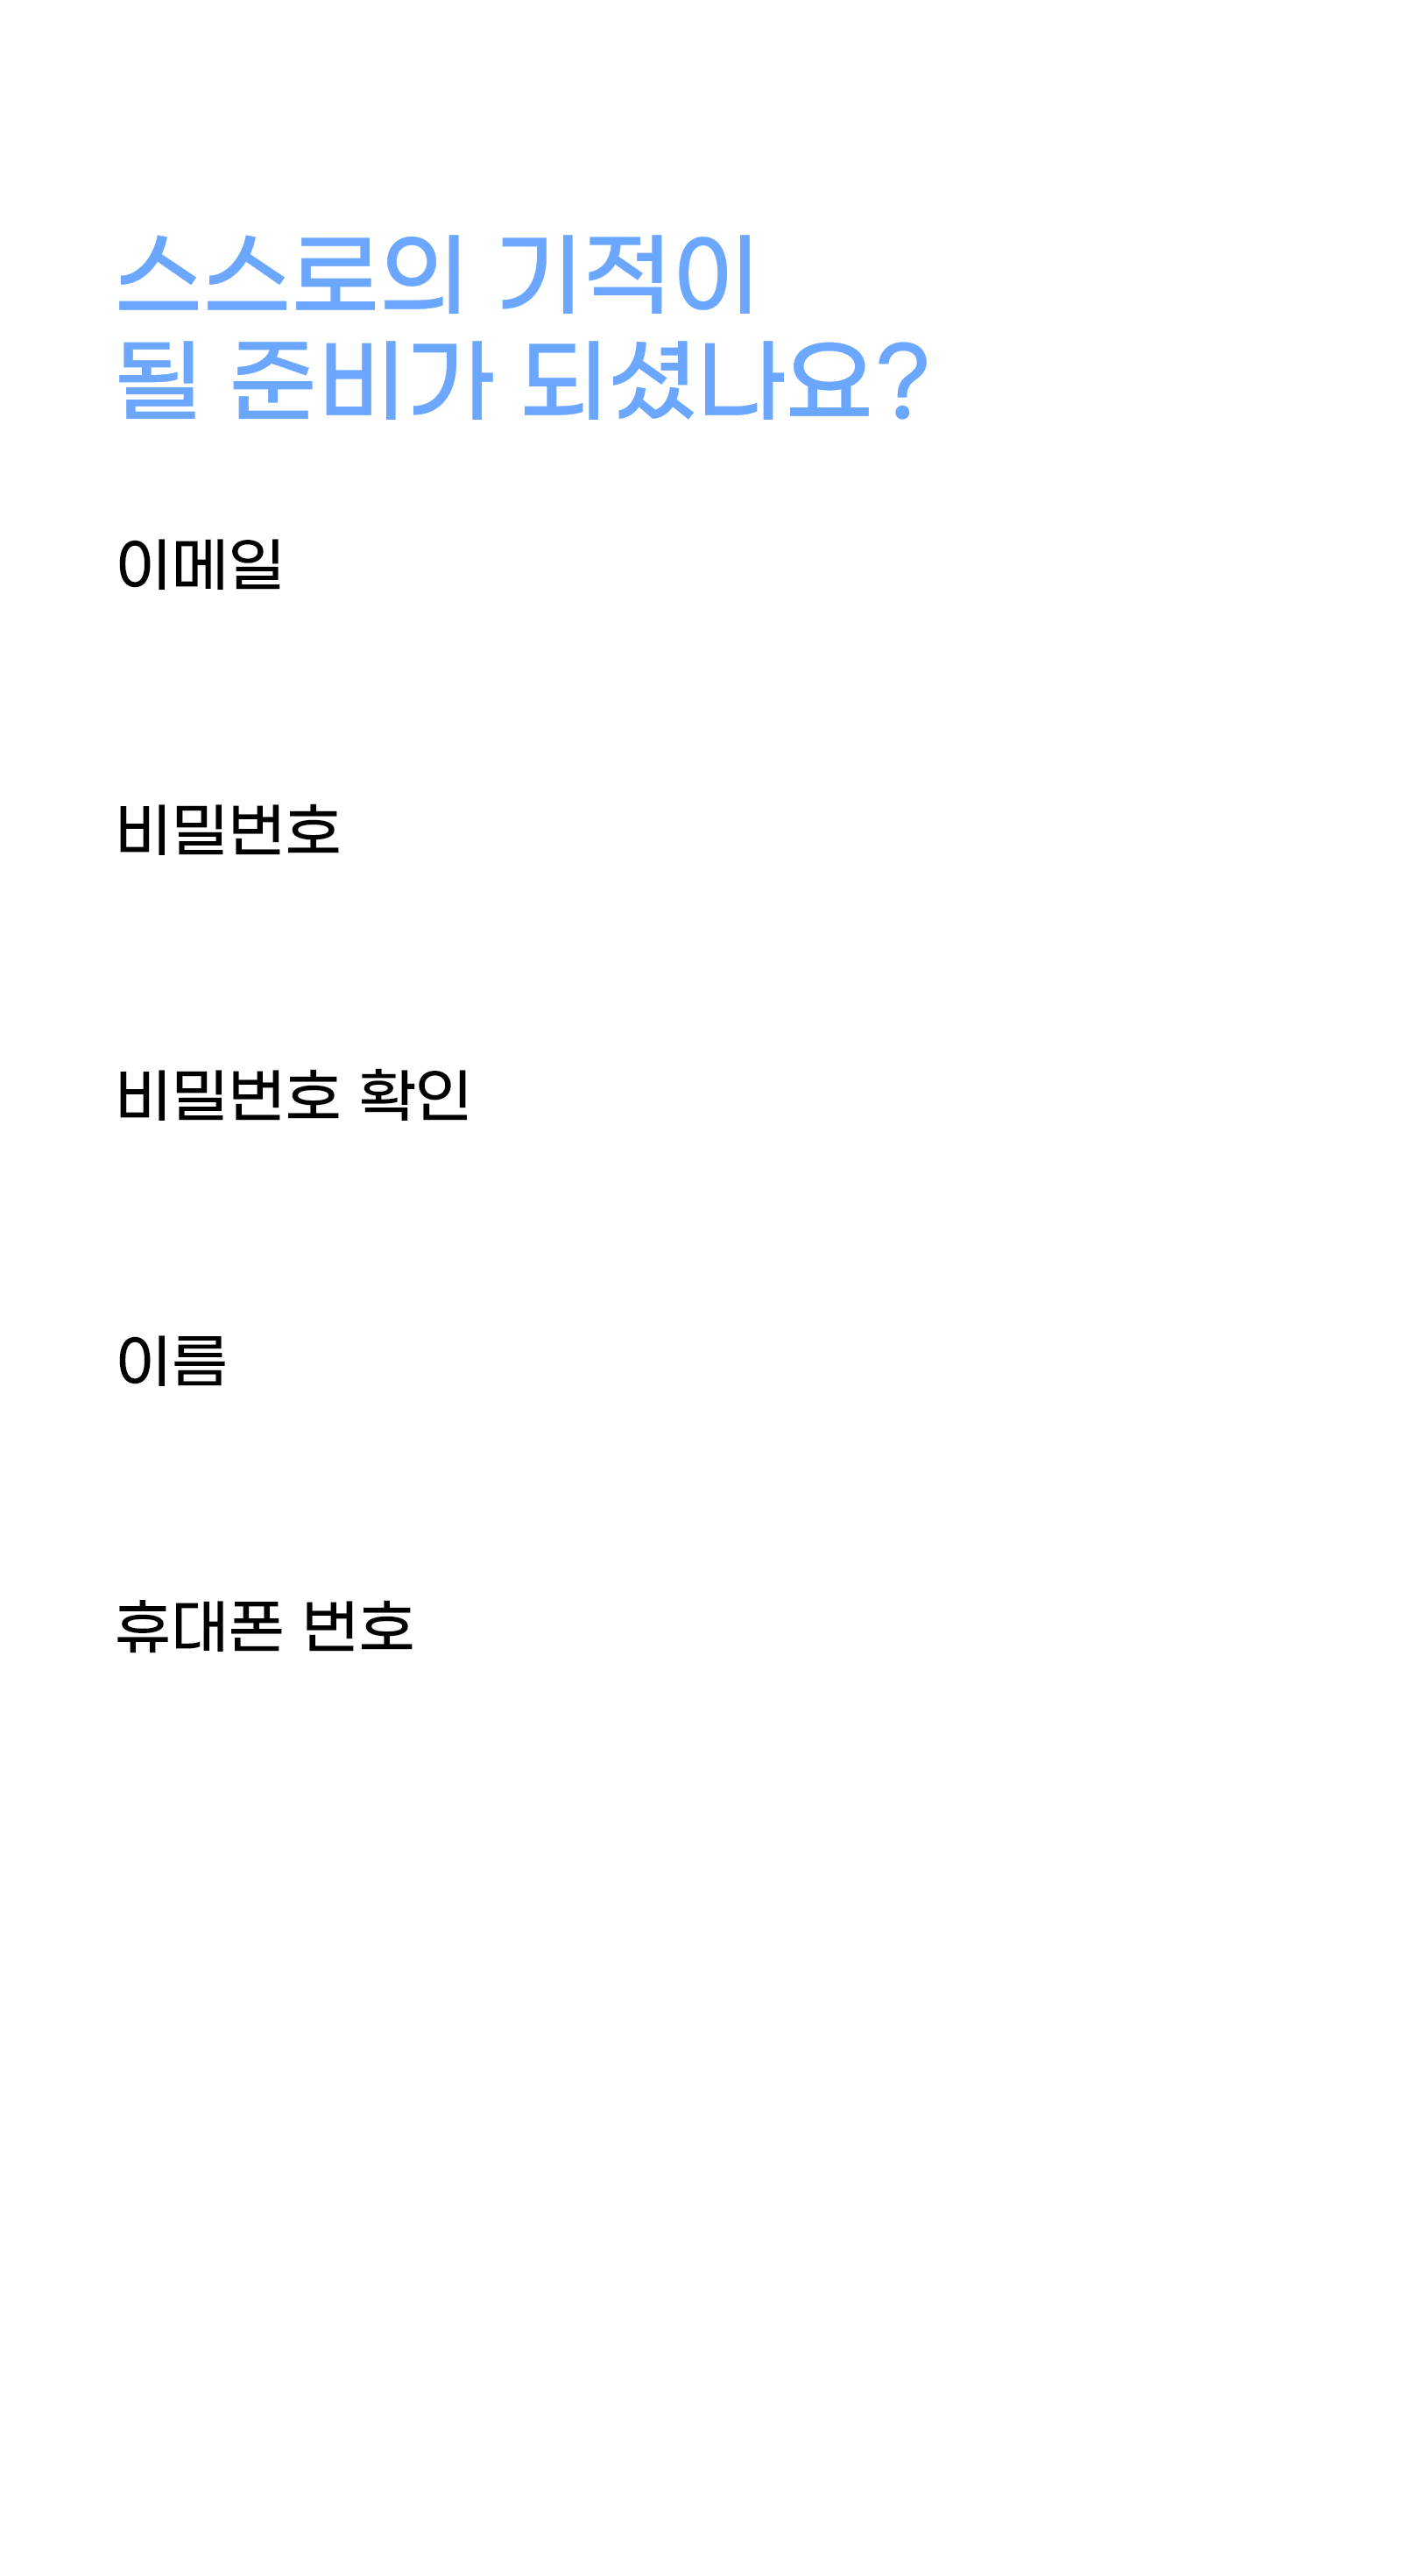 스스로의 기적이
될 준비가 되셨나요?
이메일
비밀번호
비밀번호 확인
이름
휴대폰 번호